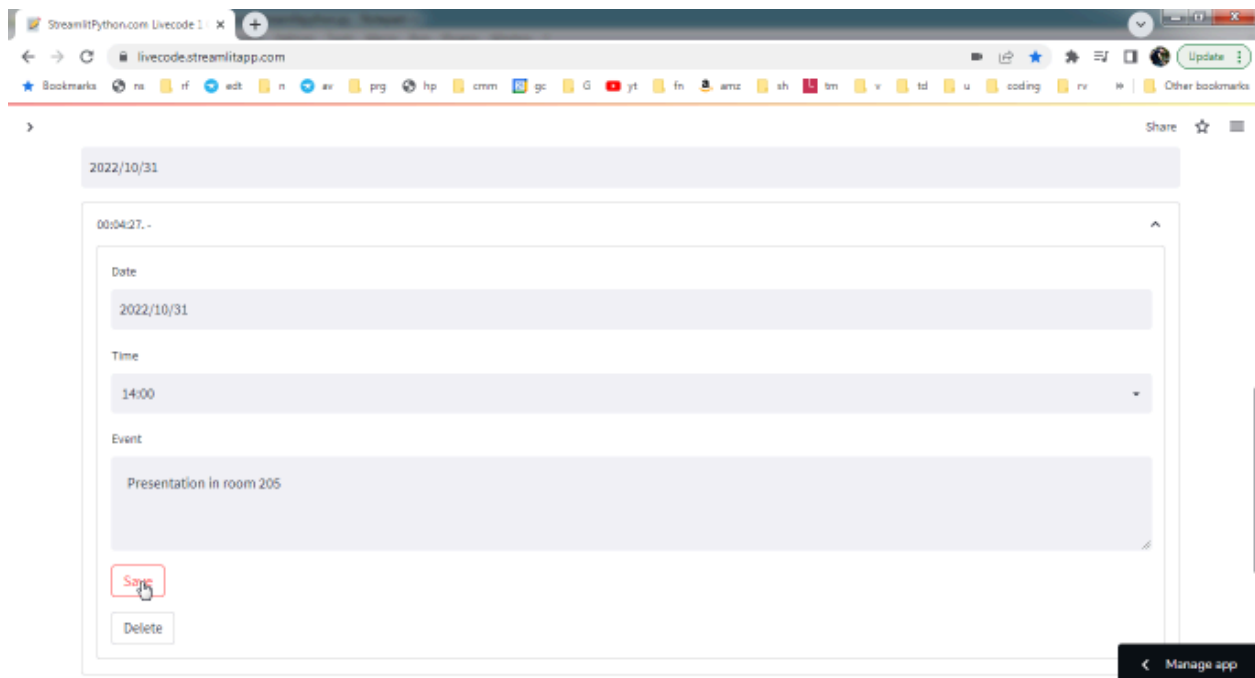 StreamlitPython.com Livecode 1
livecode.streamlitapp.com
Update
Bookmarks ns rf edt n av prg hp cmm gc G yt fn amz sh tm v td u coding rv » Other bookmarks
Share
2022/10/31
00:04:27. -
Date
2022/10/31
Time
14:00
Event
Presentation in room 205
Save
Delete
Manage app